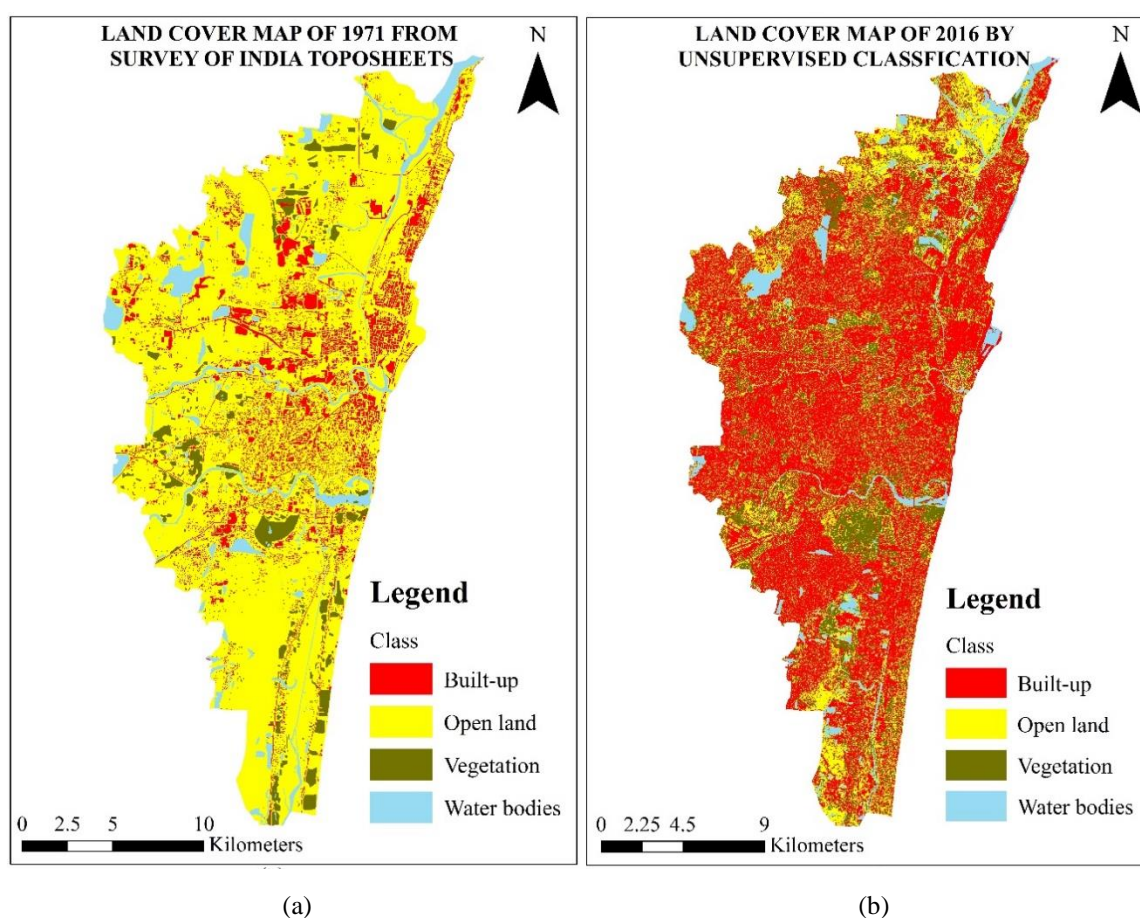 LAND COVER MAP OF 1971 FROM
SURVEY OF INDIA TOPOSHEETS
N
Legend
Class
Built-up
Open land
Vegetation
Water bodies
0 2.5 5 10
Kilometers
(a)
LAND COVER MAP OF 2016 BY
UNSUPERVISED CLASSFICATION
N
Legend
Class
Built-up
Open land
Vegetation
Water bodies
0 2.25 4.5 9
Kilometers
(b)